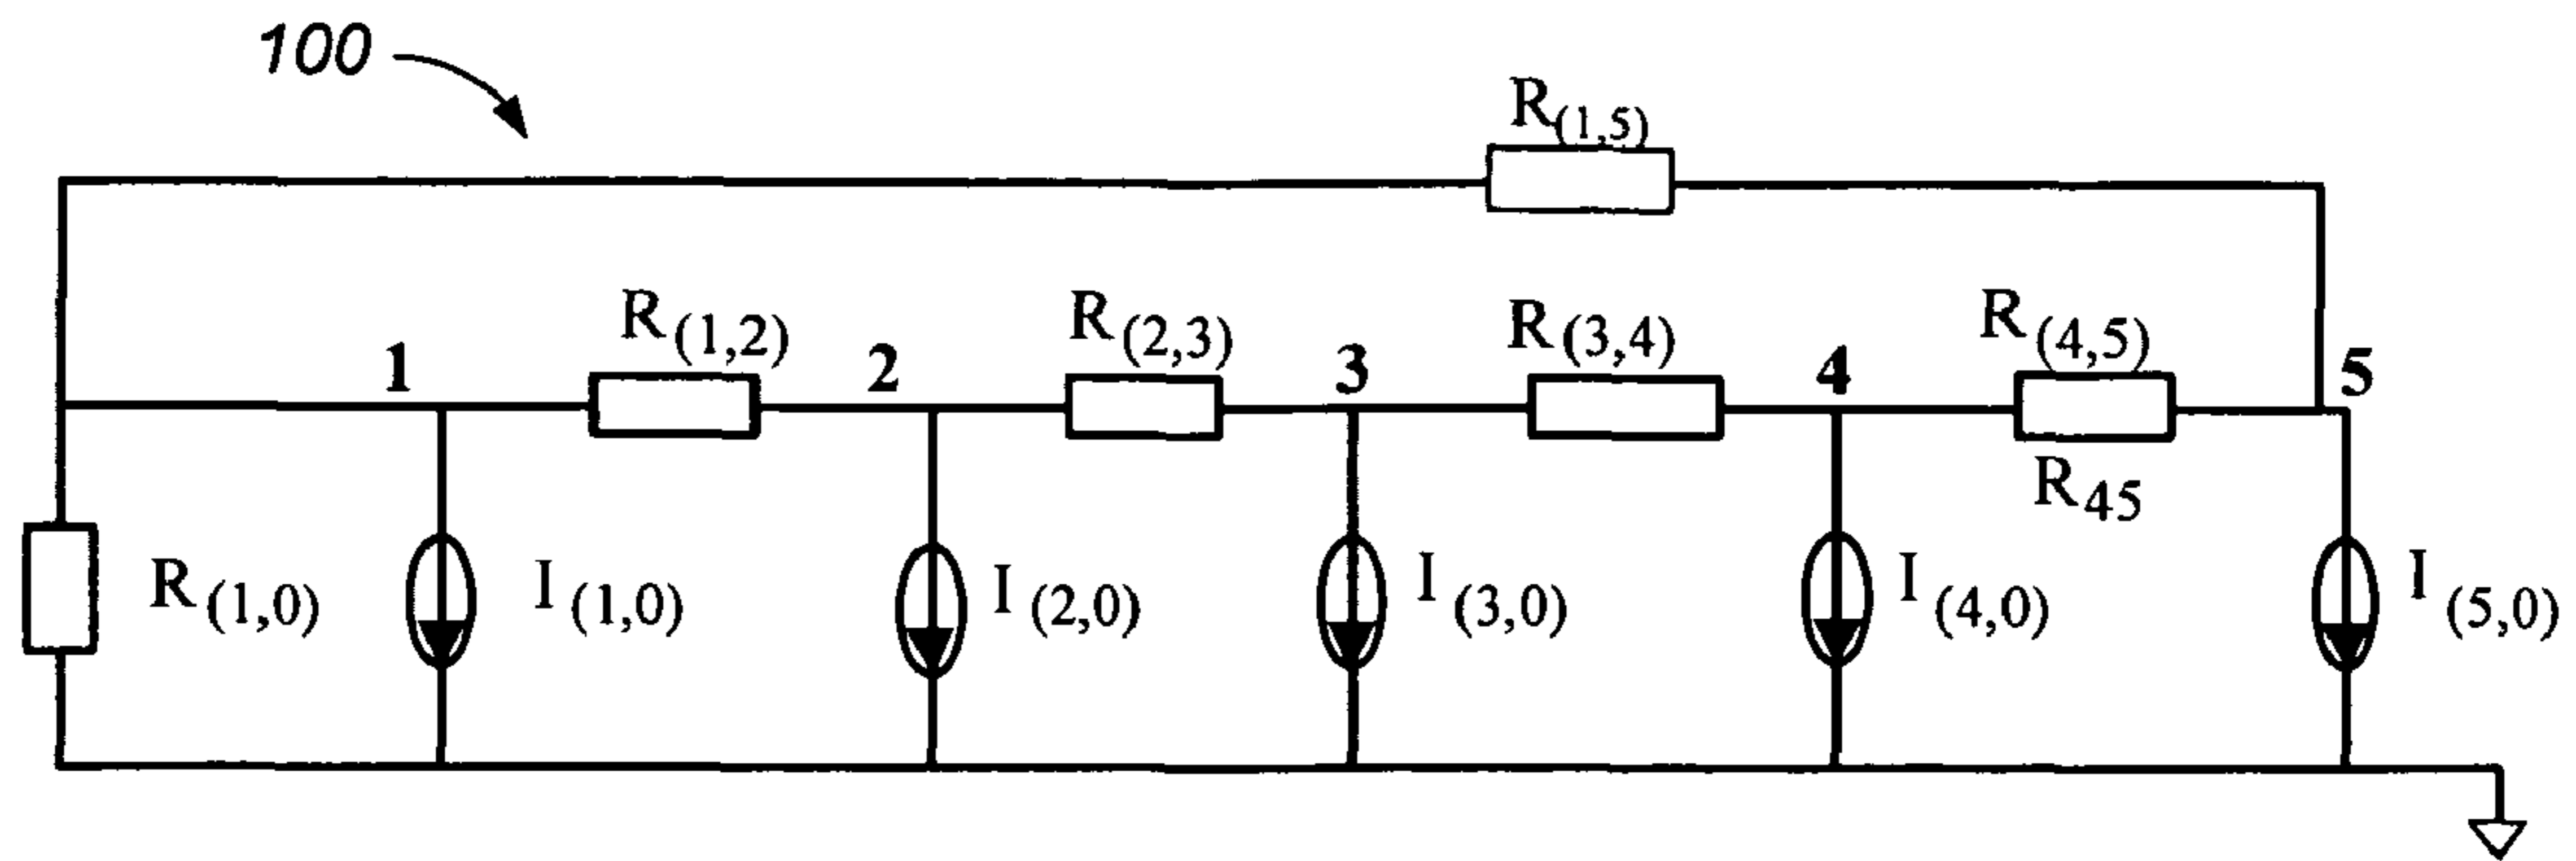 100
R(1,5)
R(1,2) R(2,3) R(3,4) R(4,5)
1 2 3 4 5
R45
R(1,0) I(1,0) I(2,0) I(3,0) I(4,0) I(5,0)